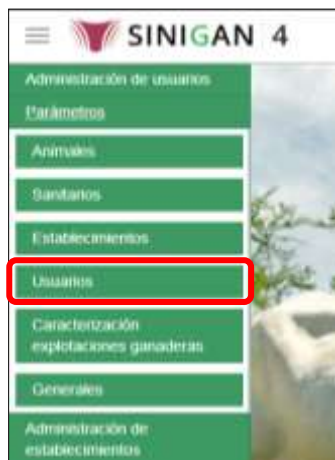 SINIGAN 4
Administración de usuarios
Parámetros
Animales
Sanitarios
Establecimientos
Usuarios
Caracterización
explotaciones ganaderas
Generales
Administración de
establecimientos